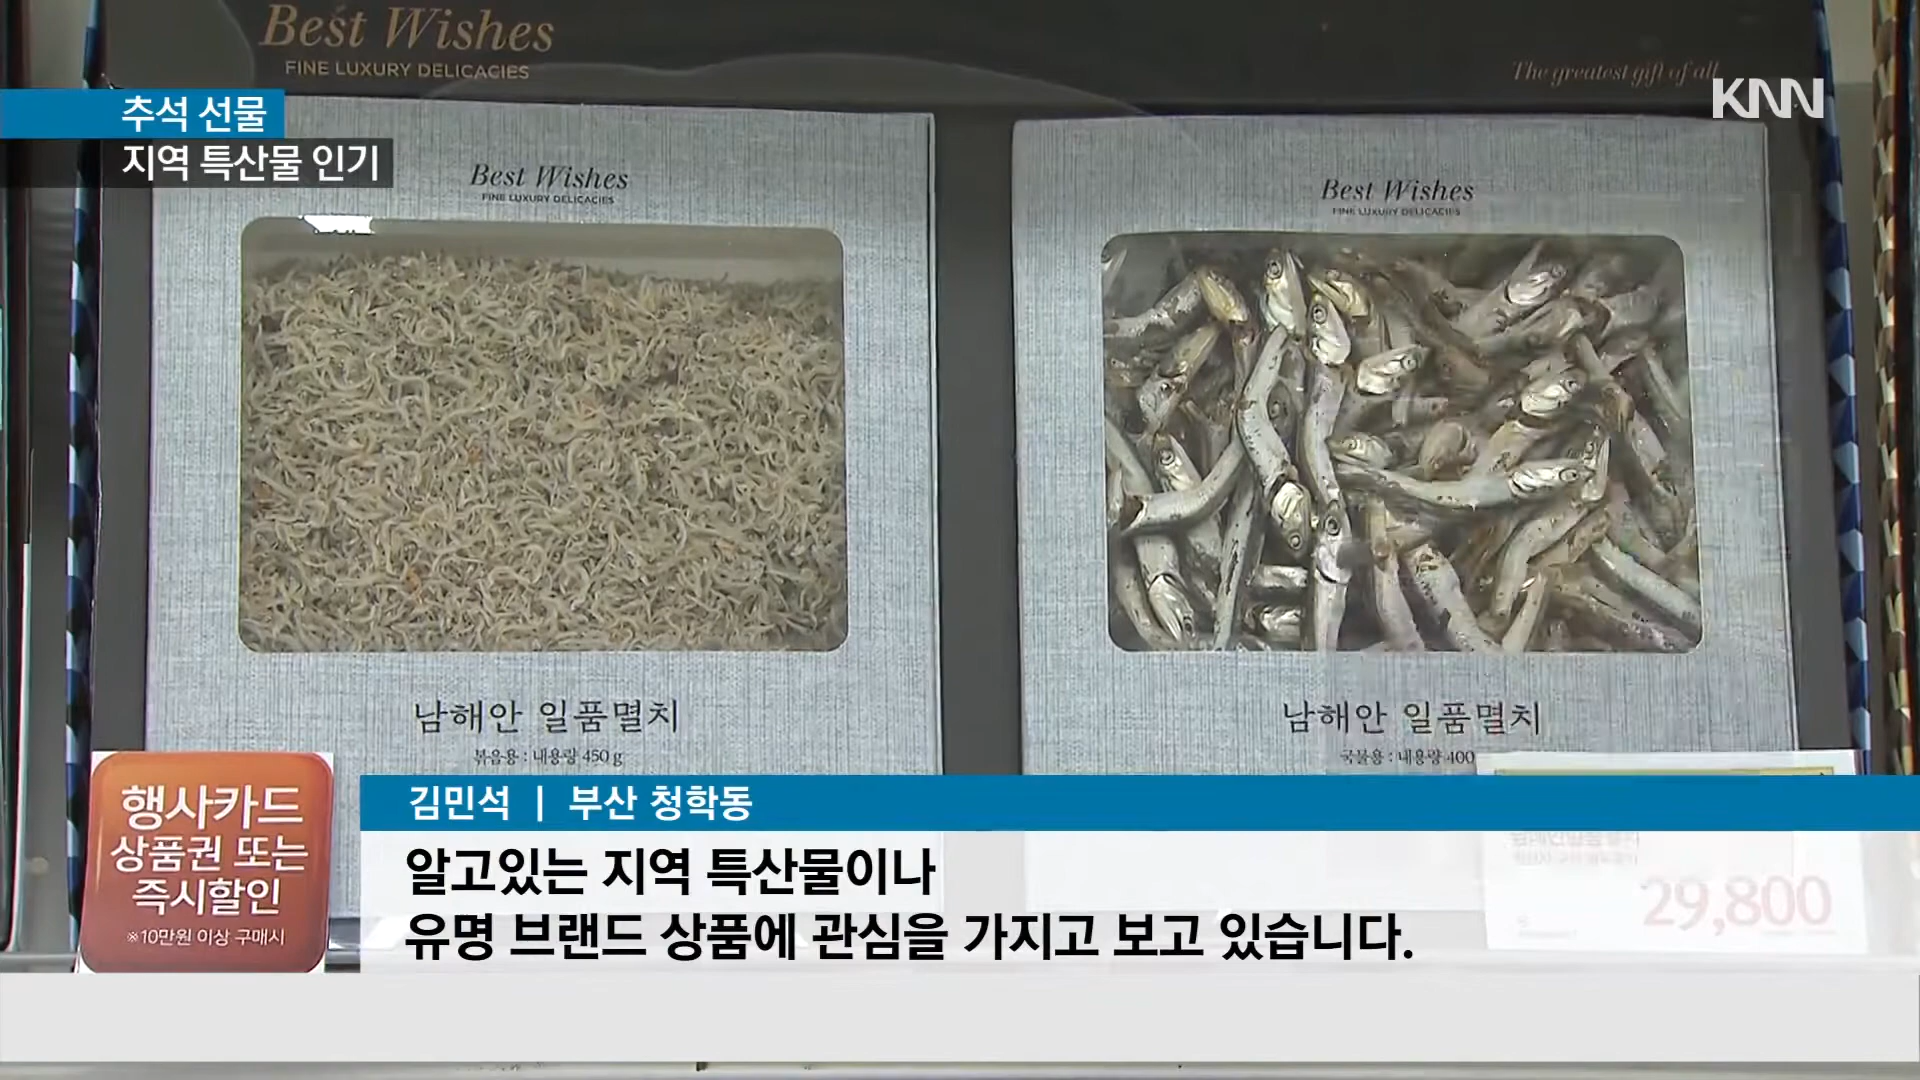 Best Wishes
FINE LUXURY DELICACIES
The greatest gift of all
KNN
추석 선물
지역 특산물 인기
Best Wishes
FINE LUXURY DELICACIES
Best Wishes
FINE LUXURY DELICACIES
남해안 일품멸치
볶음용 : 내용량 450 g
남해안 일품멸치
국물용 : 내용량 400
행사카드
상품권 또는
즉시할인
※10만원 이상 구매시
김민석 | 부산 청학동
알고있는 지역 특산물이나
유명 브랜드 상품에 관심을 가지고 보고 있습니다.
29,800